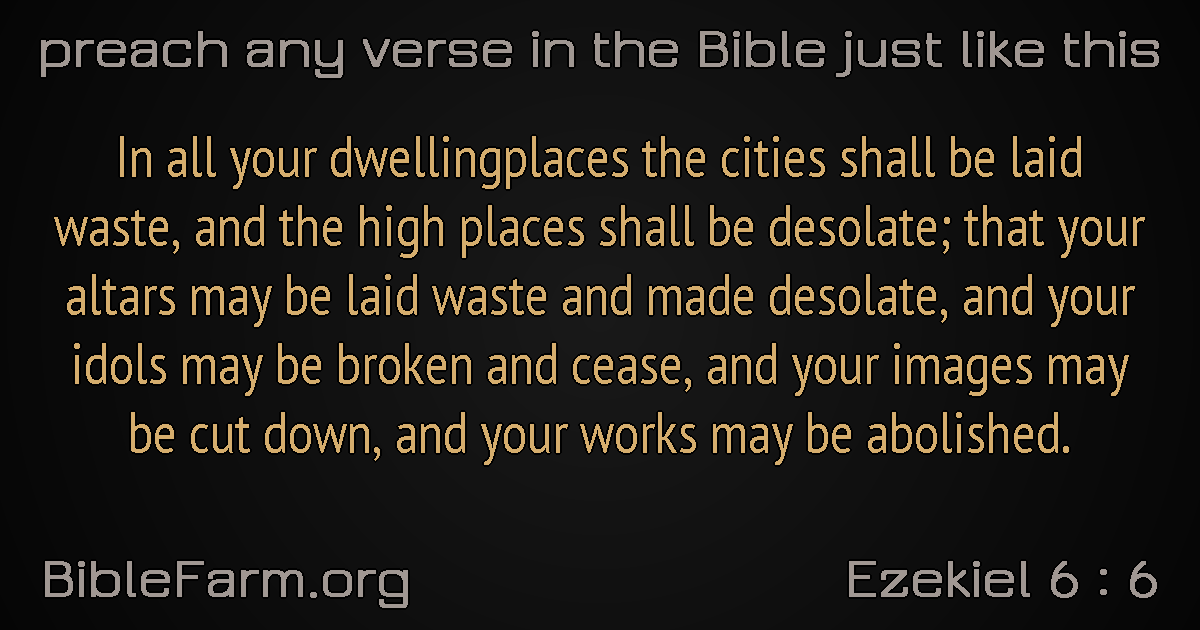 preach any verse in the Bible just like this
In all your dwellingplaces the cities shall be laid
waste, and the high places shall be desolate; that your
altars may be laid waste and made desolate, and your
idols may be broken and cease, and your images may
be cut down, and your works may be abolished.
BibleFarm.org
Ezekiel 6 : 6